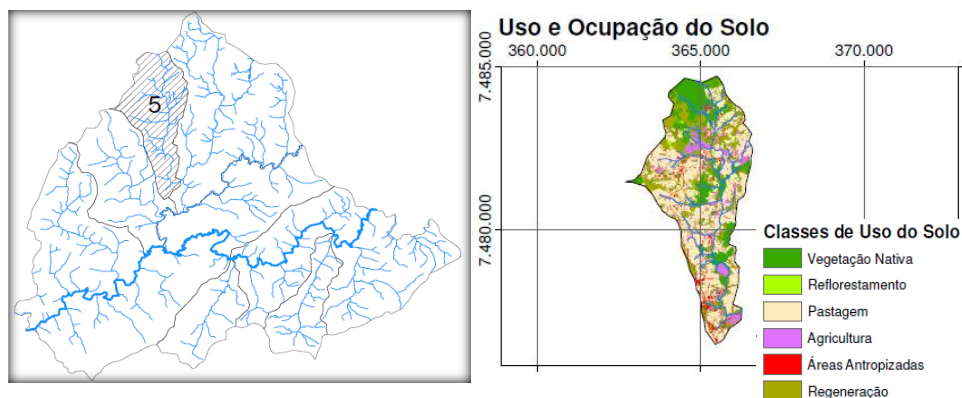 5
Uso e Ocupação do Solo
360.000 365.000 370.000
7.485.000
7.480.000
Classes de Uso do Solo
Vegetação Nativa
Reflorestamento
Pastagem
Agricultura
Áreas Antropizadas
Regeneração